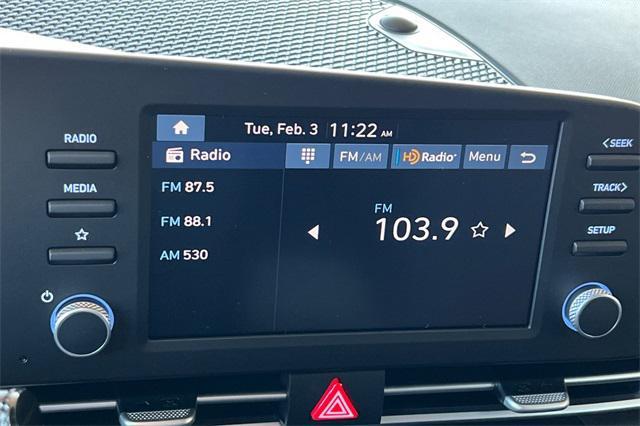 RADIO
MEDIA
Tue, Feb. 3 11:22 AM
Radio
FM/AM
HD Radio
Menu
FM 87.5
FM 88.1
AM 530
FM
103.9
<SEEK
TRACK>
SETUP